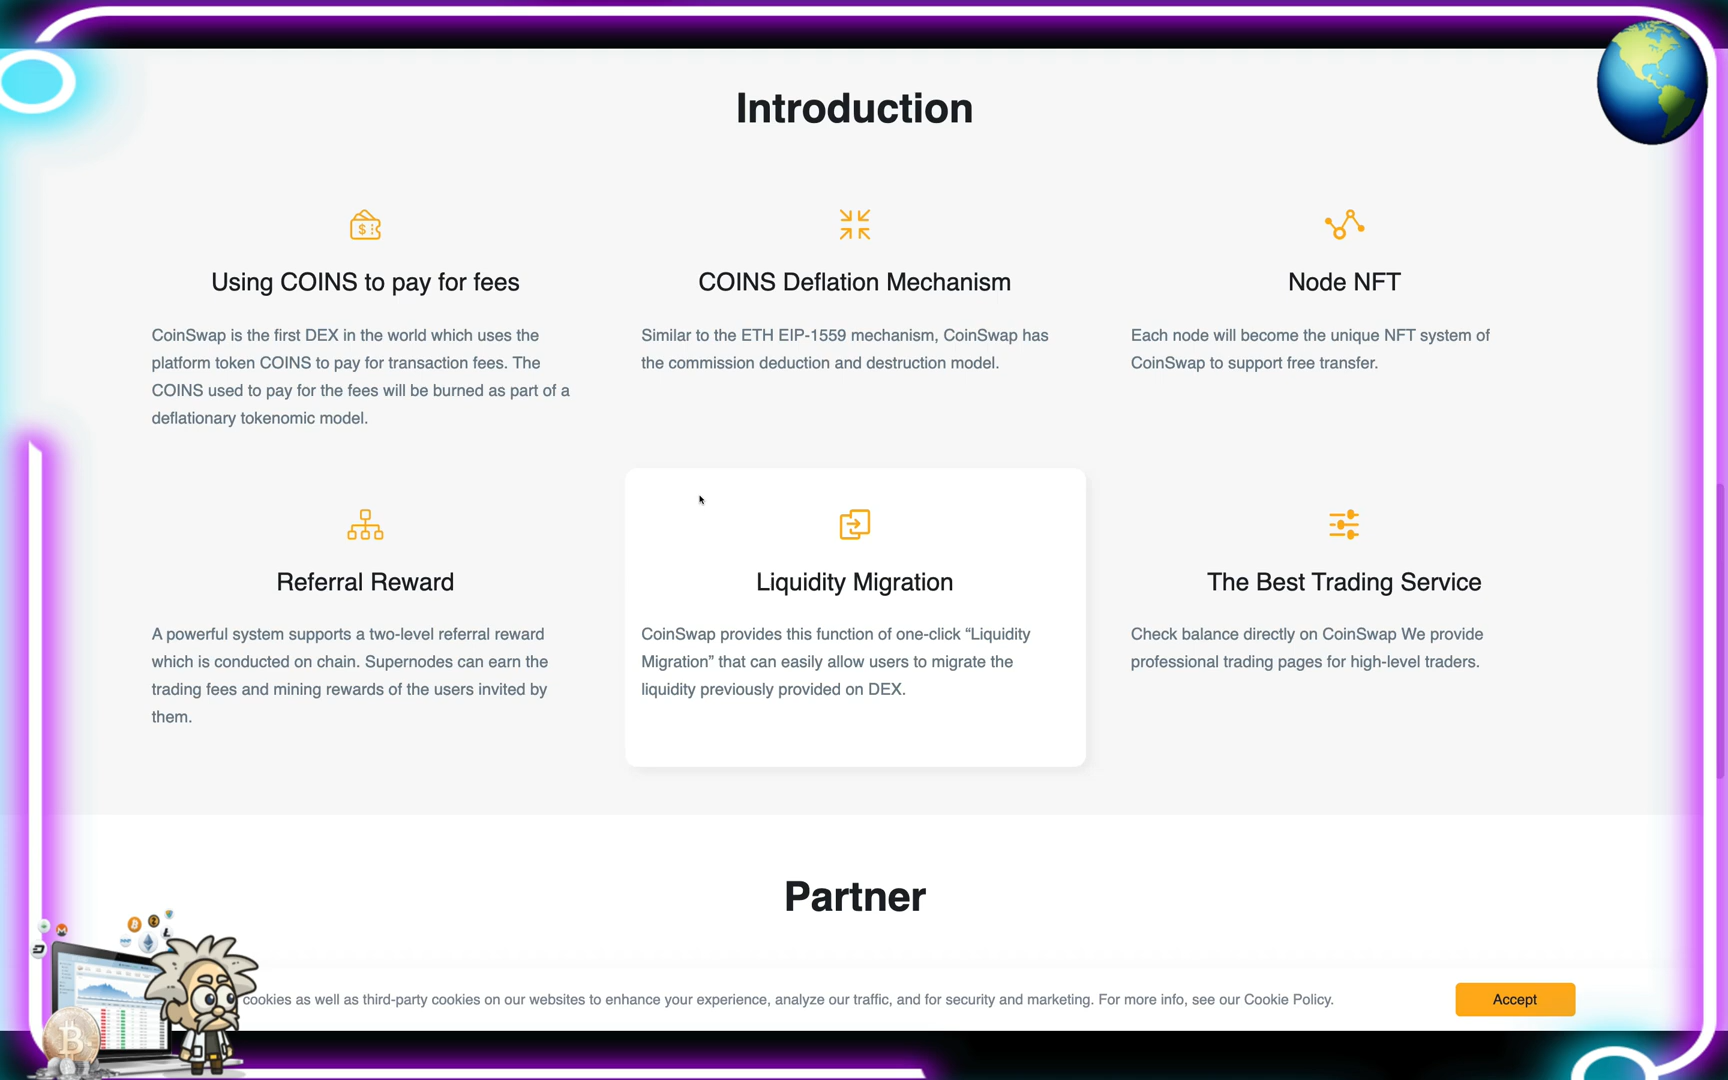 Introduction
Using COINS to pay for fees
CoinSwap is the first DEX in the world which uses the
platform token COINS to pay for transaction fees. The
COINS used to pay for the fees will be burned as part of a
deflationary tokenomic model.
COINS Deflation Mechanism
Similar to the ETH EIP-1559 mechanism, CoinSwap has
the commission deduction and destruction model.
Node NFT
Each node will become the unique NFT system of
CoinSwap to support free transfer.
Referral Reward
A powerful system supports a two-level referral reward
which is conducted on chain. Supernodes can earn the
trading fees and mining rewards of the users invited by
them.
Liquidity Migration
CoinSwap provides this function of one-click “Liquidity
Migration” that can easily allow users to migrate the
liquidity previously provided on DEX.
The Best Trading Service
Check balance directly on CoinSwap We provide
professional trading pages for high-level traders.
Partner
cookies as well as third-party cookies on our websites to enhance your experience, analyze our traffic, and for security and marketing. For more info, see our Cookie Policy.
Accept